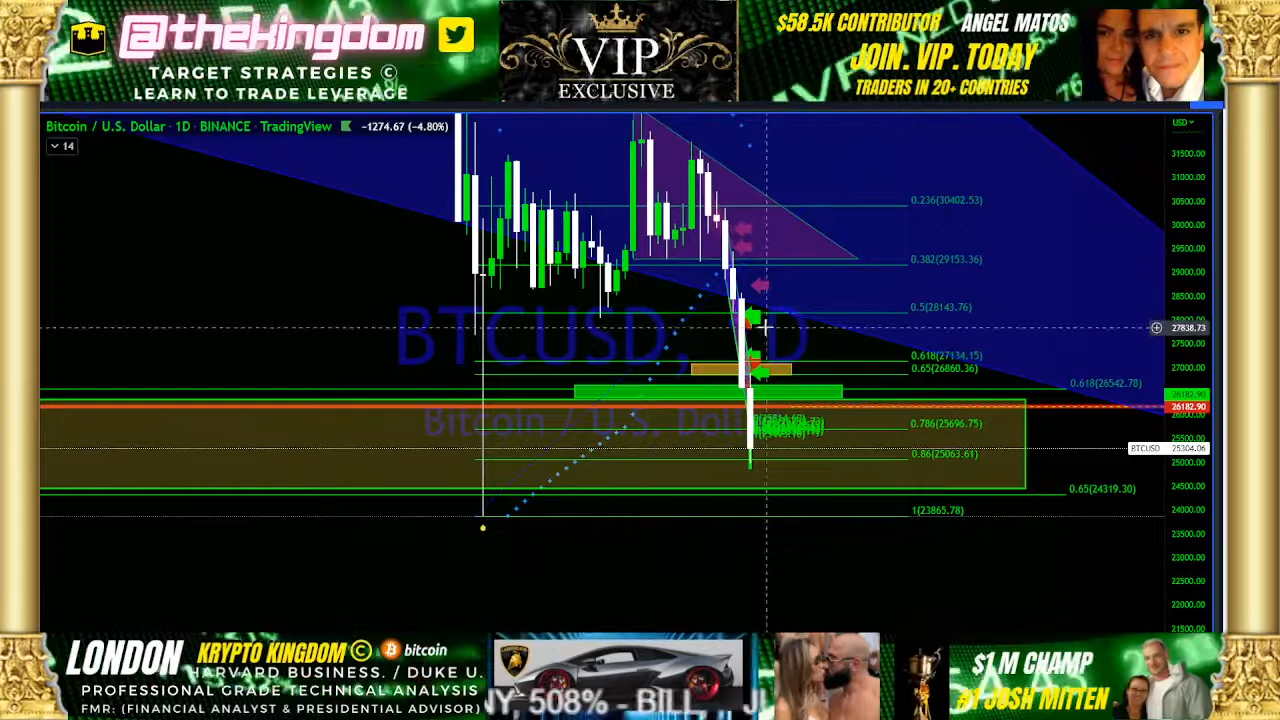 @thekingdom
TARGET STRATEGIES ©
LEARN TO TRADE LEVERAGE
VIP
EXCLUSIVE
$58.5K CONTRIBUTOR ANGEL MATOS
JOIN. VIP. TODAY
TRADERS IN 20+ COUNTRIES
Bitcoin / U.S. Dollar · 1D · BINANCE · TradingView −1274.67 (−4.80%)
14
USD
31500.00
31000.00
30500.00
0.236(30402.53)
30000.00
29500.00
0.382(29153.36)
29000.00
28500.00
0.5(28143.76)
BTCUSD, 1D
27838.73
27500.00
0.618(27134.15)
27000.00
0.65(26860.36)
0.618(26542.78)
26182.90
26182.90
26000.00
Bitcoin / U.S. Doll
0.786(25696.75)
25500.00
BTCUSD 25304.06
0.86(25063.61)
25000.00
0.65(24319.30)
24500.00
1(23865.78)
24000.00
23500.00
23000.00
22500.00
22000.00
21500.00
LONDON KRYPTO KINGDOM © bitcoin
HARVARD BUSINESS. / DUKE U.
PROFESSIONAL GRADE TECHNICAL ANALYSIS
FMR: (FINANCIAL ANALYST & PRESIDENTIAL ADVISOR)
NY, 508% - BILL
$1M CHAMP
#1 JOSH MITTEN